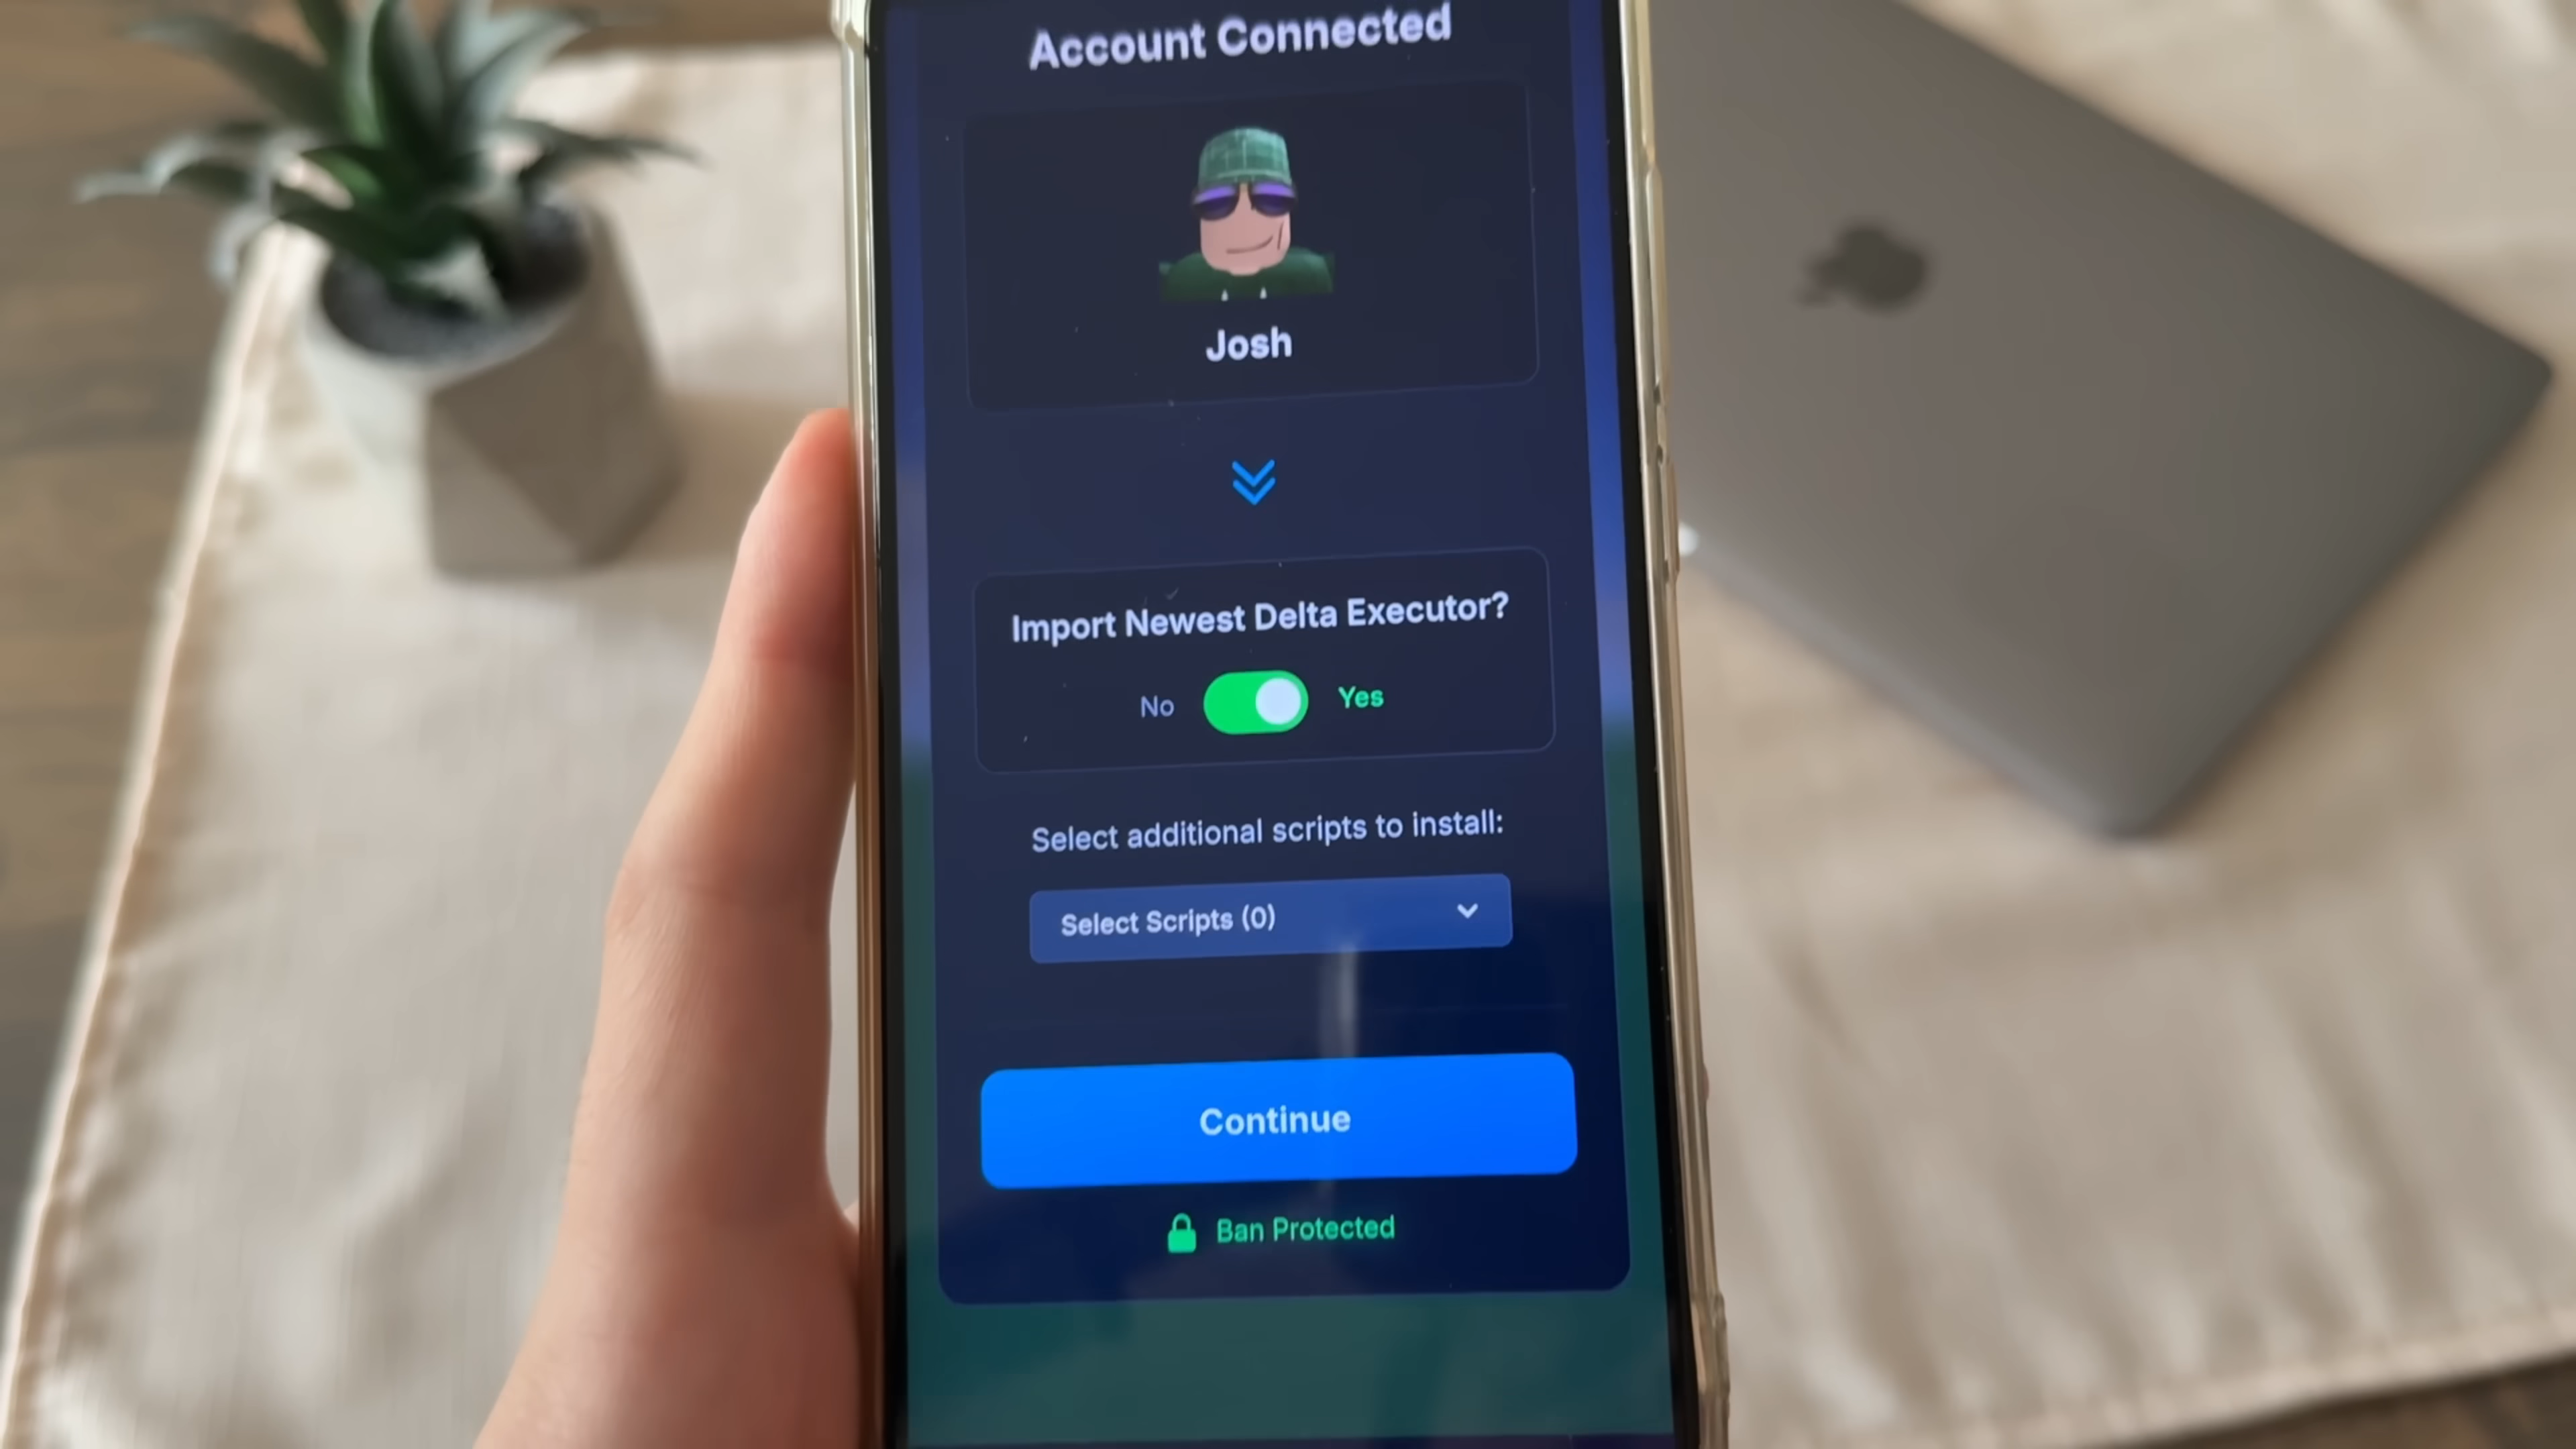 Account Connected
Josh
Import Newest Delta Executor?
No Yes
Select additional scripts to install:
Select Scripts (0)
Continue
Ban Protected